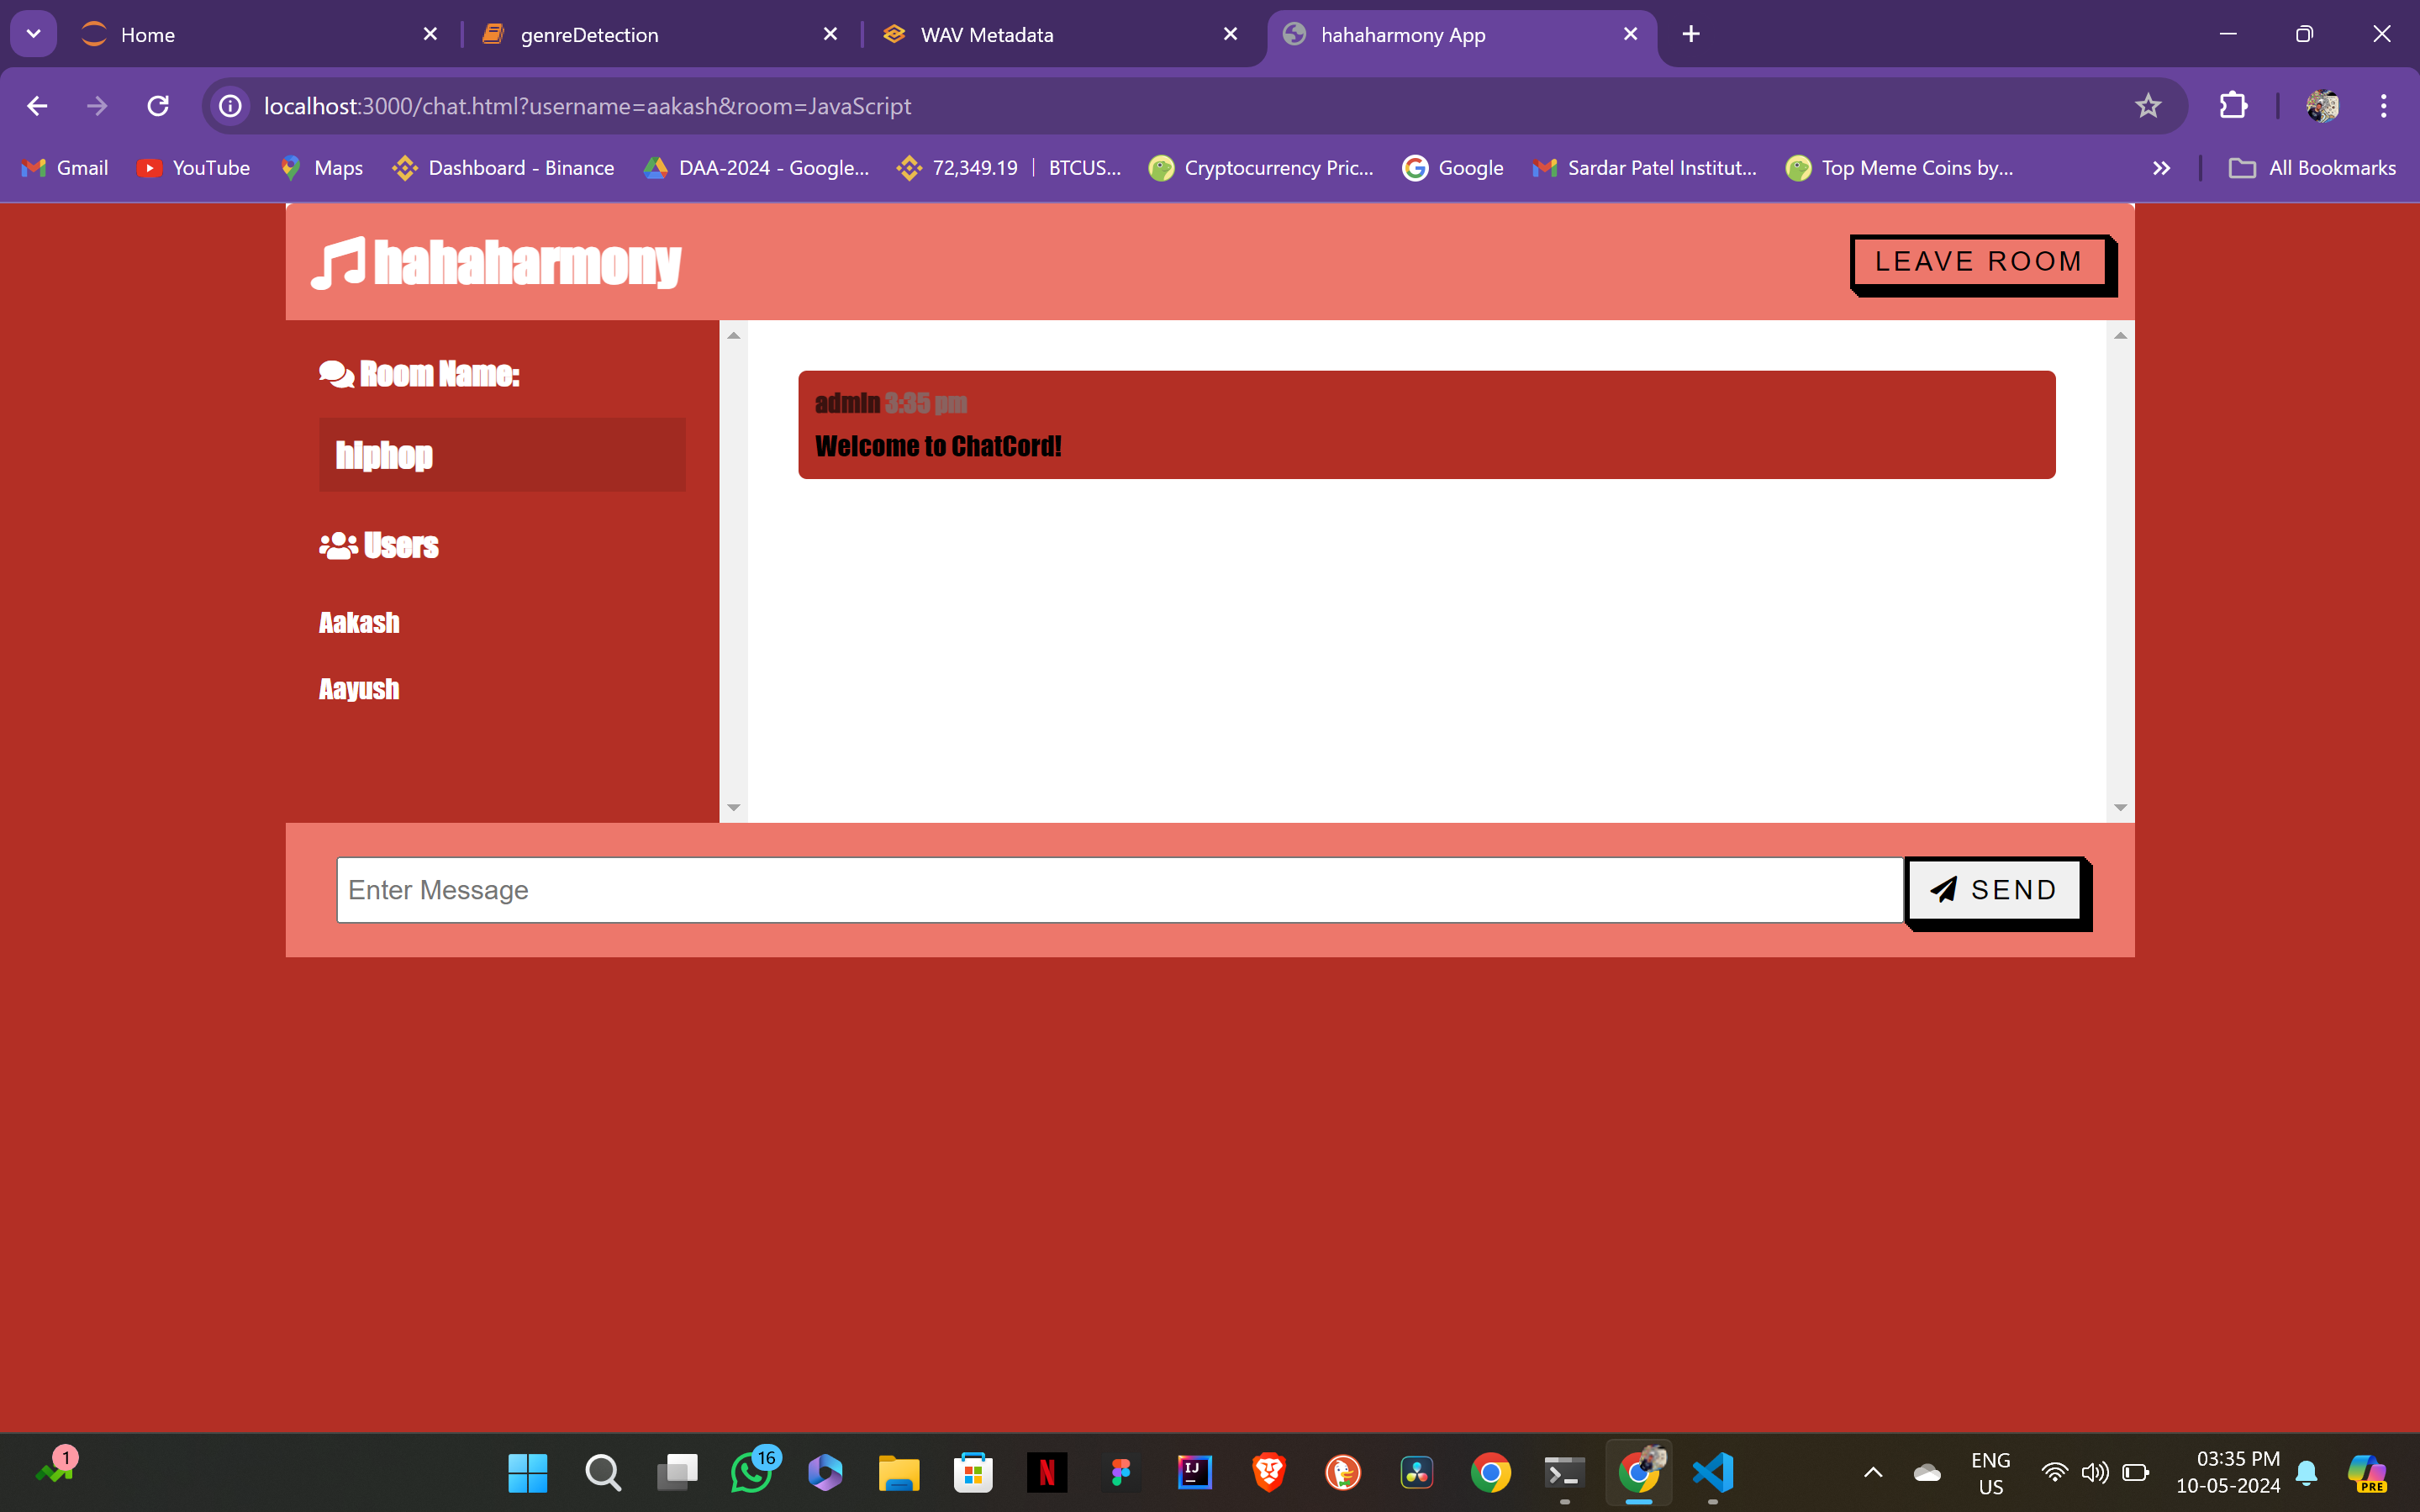 Home
genreDetection
WAV Metadata
hahaharmony App
localhost:3000/chat.html?username=aakash&room=JavaScript
Gmail
YouTube
Maps
Dashboard - Binance
DAA-2024 - Google...
72,349.19 | BTCUS...
Cryptocurrency Pric...
Google
Sardar Patel Institut...
Top Meme Coins by...
All Bookmarks
hahaharmony
LEAVE ROOM
Room Name:
hiphop
Users
Aakash
Aayush
admin 3:35 pm
Welcome to ChatCord!
Enter Message
SEND
1
16
N
IJ
ENG
US
03:35 PM
10-05-2024
PRE